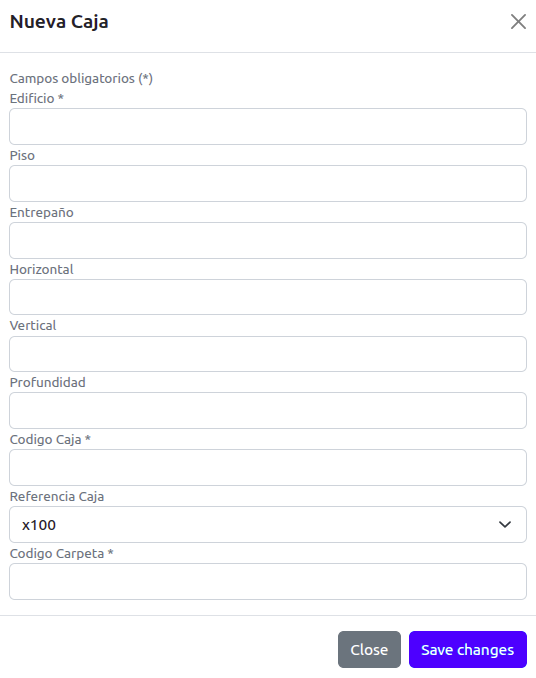 Nueva Caja
Campos obligatorios (*)
Edificio *
Piso
Entrepaño
Horizontal
Vertical
Profundidad
Codigo Caja *
Referencia Caja
x100
Codigo Carpeta *
Close
Save changes